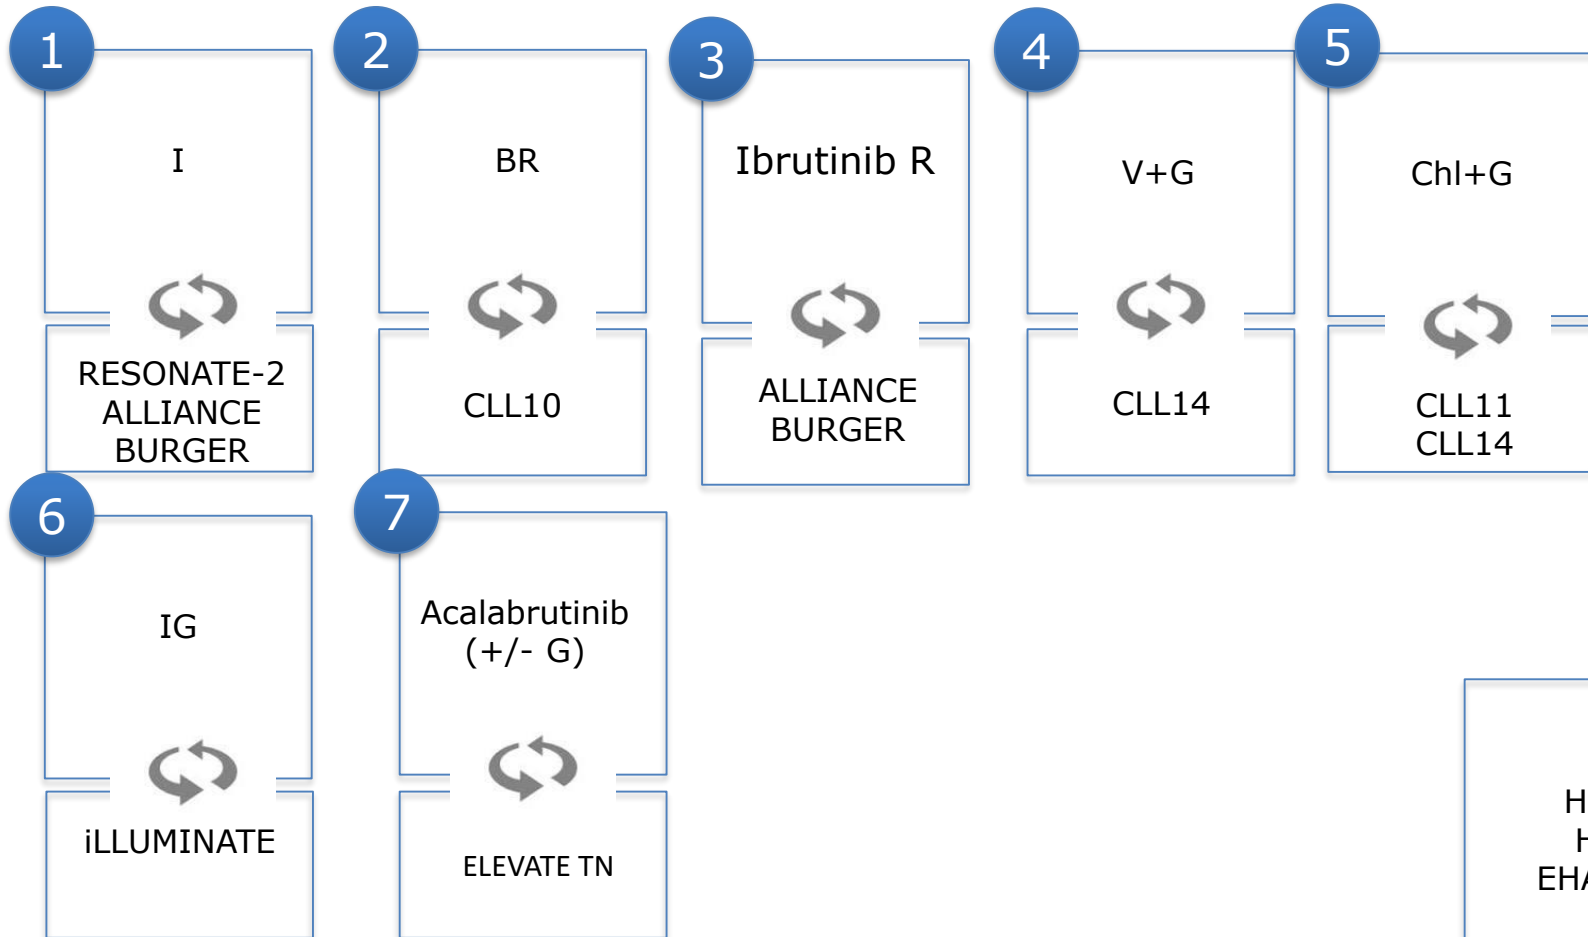 1
I
RESONATE-2
ALLIANCE
BURGER
2
BR
CLL10
3
Ibrutinib R
ALLIANCE
BURGER
4
V+G
CLL14
5
Chl+G
CLL11
CLL14
6
IG
iLLUMINATE
7
Acalabrutinib
(+/- G)
ELEVATE TN